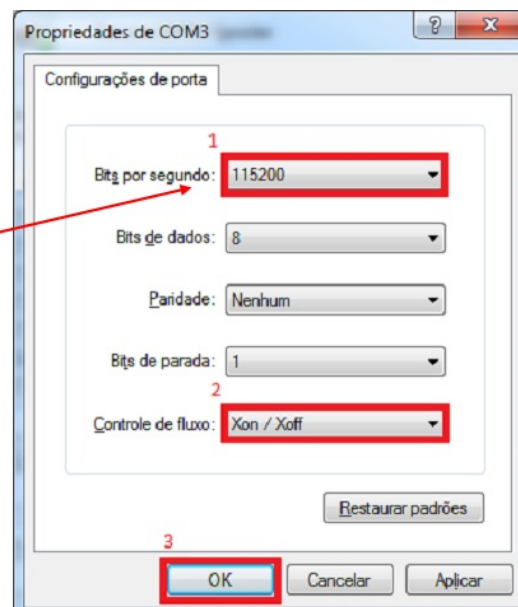 Propriedades de COM3
Configurações de porta
1
Bits por segundo: 115200
Bits de dados: 8
Paridade: Nenhum
Bits de parada: 1
2
Controle de fluxo: Xon / Xoff
Restaurar padrões
3
OK Cancelar Aplicar